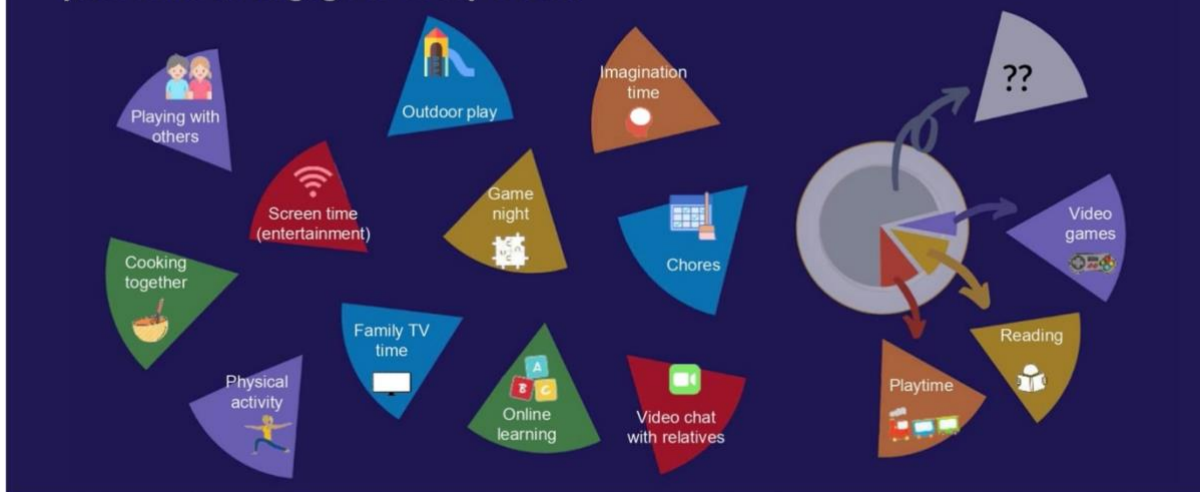 Playing with
others
Outdoor play
Imagination
time
??
Screen time
(entertainment)
Game
night
Chores
Video
games
Cooking
together
Family TV
time
Reading
Physical
activity
A
B C
Online
learning
Video chat
with relatives
Playtime